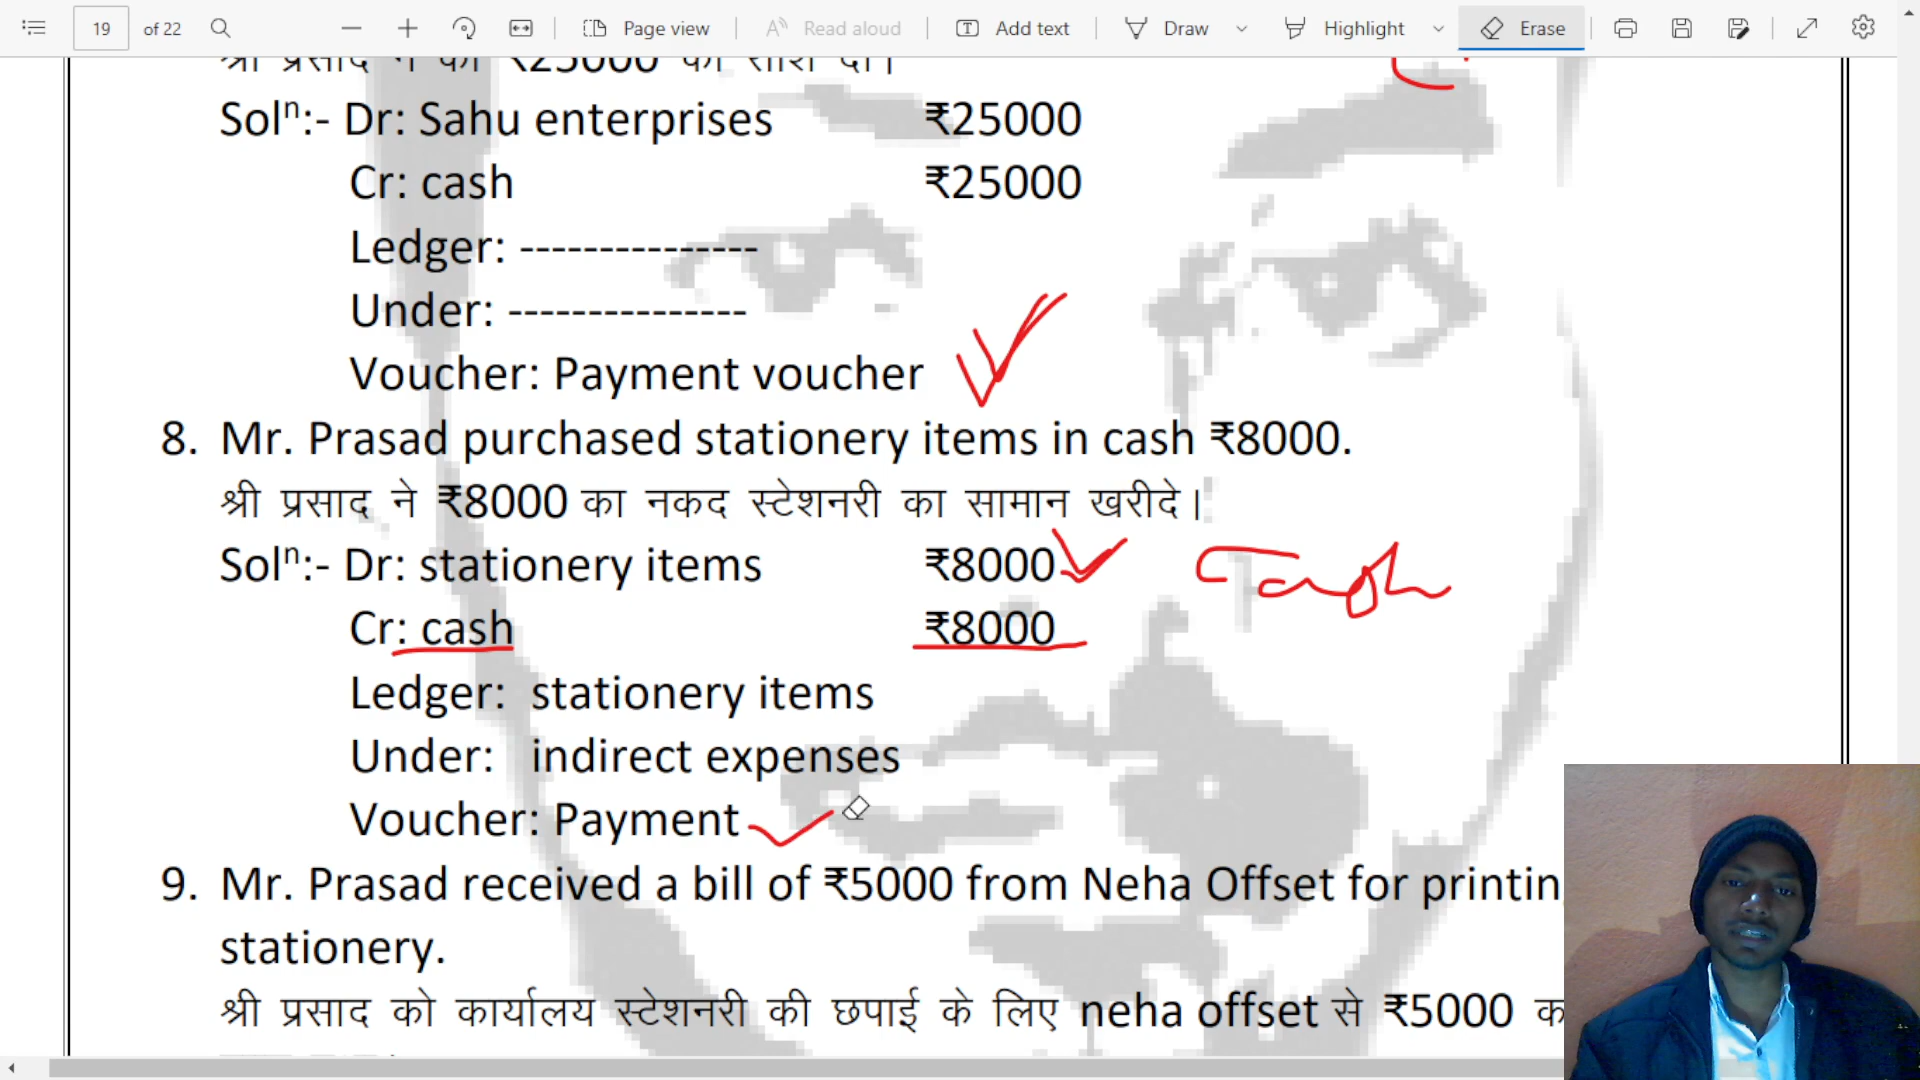 19 of 22 Page view Read aloud Add text Draw Highlight Erase
Solⁿ:- Dr: Sahu enterprises ₹25000
Cr: cash ₹25000
Ledger: ---------------
Under: ---------------
Voucher: Payment voucher
8. Mr. Prasad purchased stationery items in cash ₹8000.
श्री प्रसाद ने ₹8000 का नकद स्टेशनरी का सामान खरीदे।
Solⁿ:- Dr: stationery items ₹8000
Cr: cash ₹8000
Ledger: stationery items
Under: indirect expenses
Voucher: Payment
9. Mr. Prasad received a bill of ₹5000 from Neha Offset for printin
stationery.
श्री प्रसाद को कार्यालय स्टेशनरी की छपाई के लिए neha offset से ₹5000 क